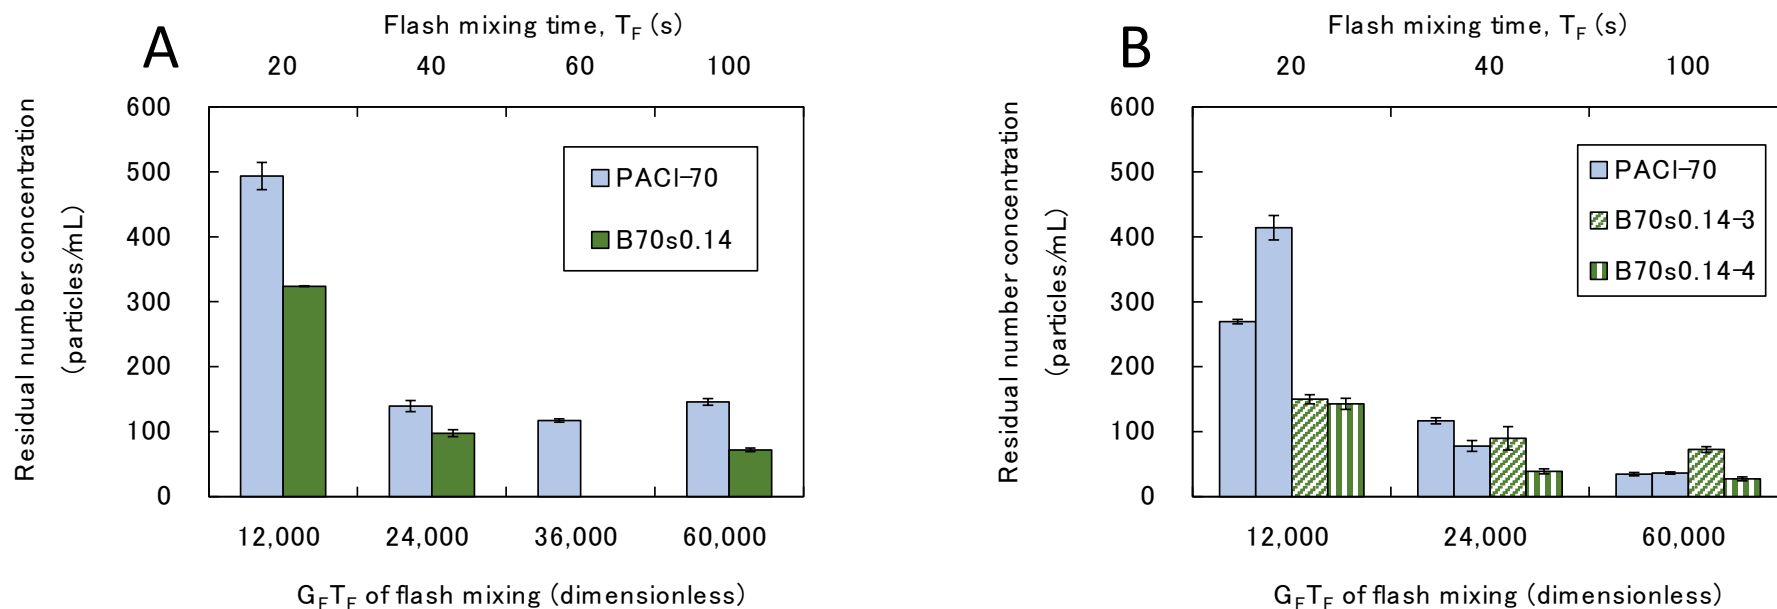 A
Flash mixing time, TF (s)
20 40 60 100
Residual number concentration
(particles/mL)
600
500
400
300
200
100
0
PACl-70
B70s0.14
12,000 24,000 36,000 60,000
GFTF of flash mixing (dimensionless)
B
Flash mixing time, TF (s)
20 40 100
Residual number concentration
(particles/mL)
600
500
400
300
200
100
0
PACl-70
B70s0.14-3
B70s0.14-4
12,000 24,000 60,000
GFTF of flash mixing (dimensionless)